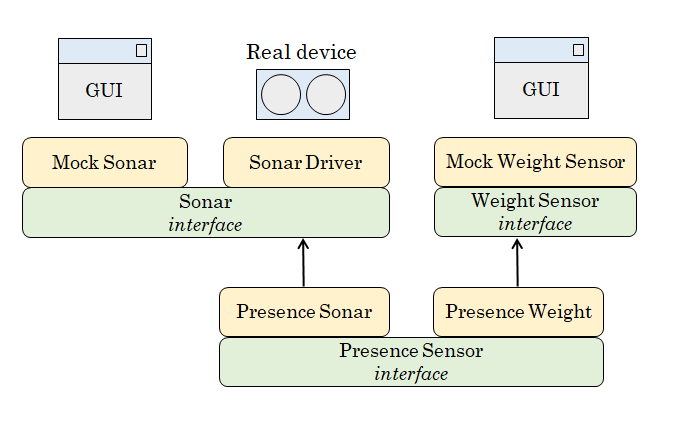 Real device
GUI
GUI
Mock Sonar
Sonar Driver
Mock Weight Sensor
Sonar
interface
Weight Sensor
interface
Presence Sonar
Presence Weight
Presence Sensor
interface